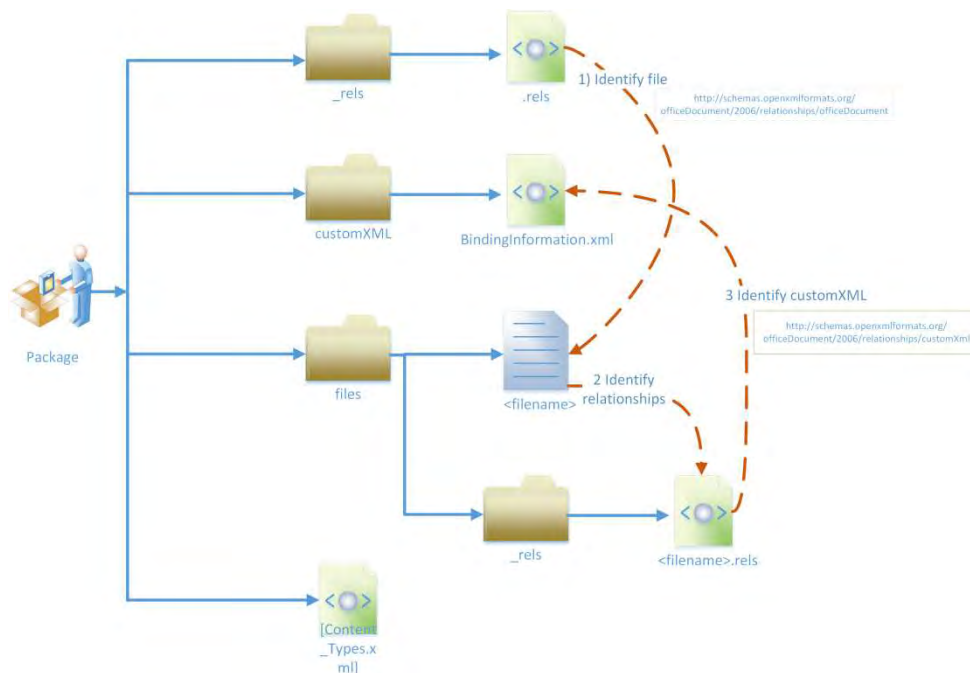 _rels
.rels
1) Identify file
http://schemas.openxmlformats.org/
officeDocument/2006/relationships/officeDocument
customXML
BindingInformation.xml
3 Identify customXML
http://schemas.openxmlformats.org/
officeDocument/2006/relationships/customXml
Package
files
<filename>
2 Identify
relationships
_rels
<filename>.rels
[Content
_Types.x
ml]